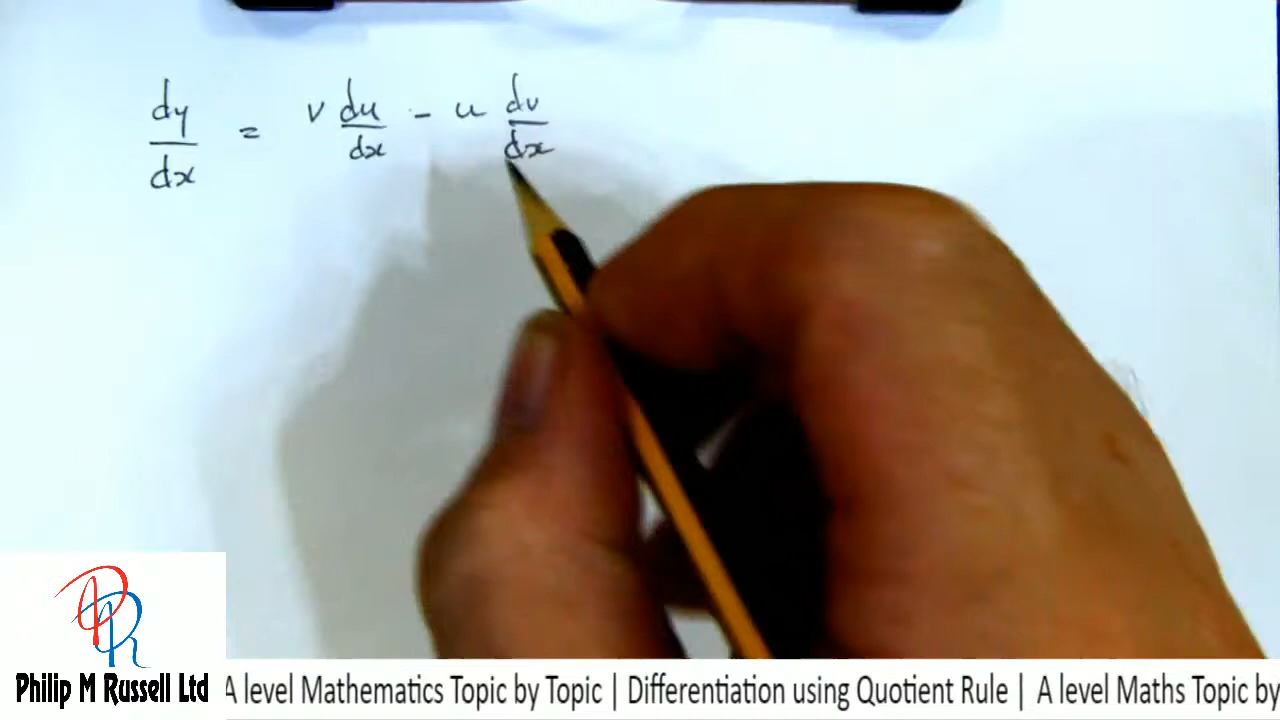 dy/dx = v du/dx - u dv/dx
Philip M Russell Ltd
A level Mathematics Topic by Topic | Differentiation using Quotient Rule | A level Maths Topic by